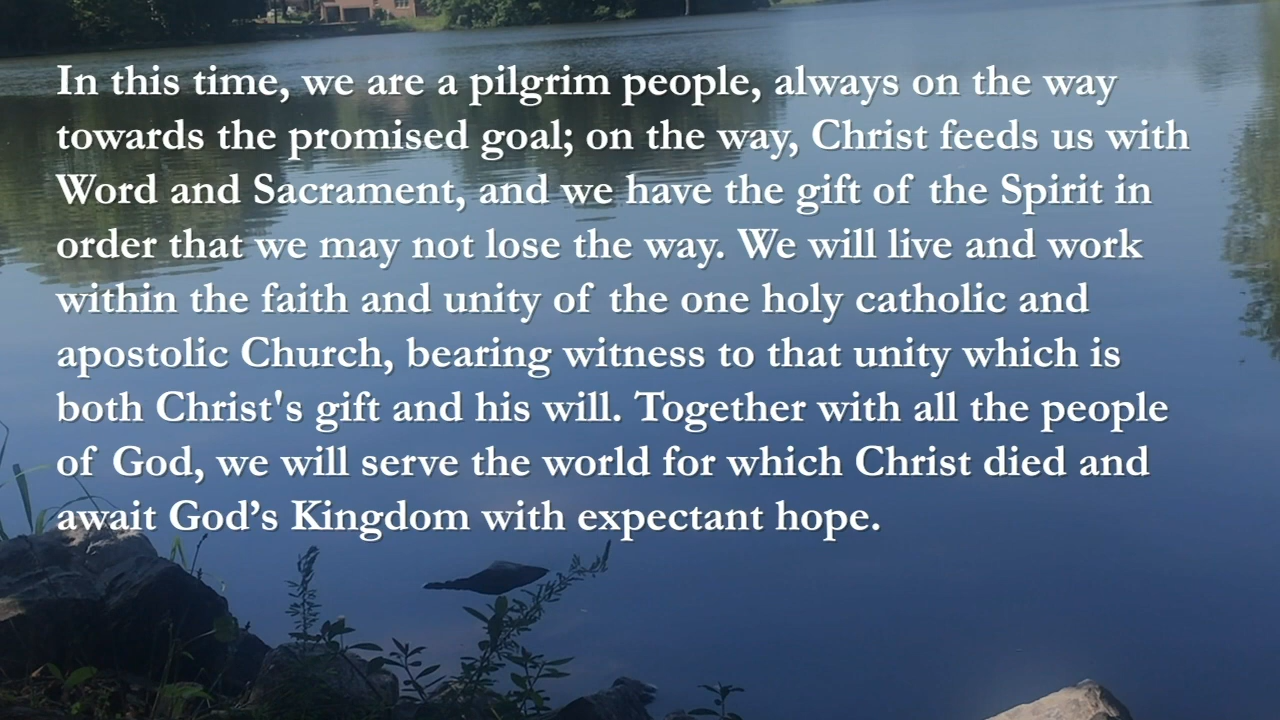 In this time, we are a pilgrim people, always on the way
towards the promised goal; on the way, Christ feeds us with
Word and Sacrament, and we have the gift of the Spirit in
order that we may not lose the way. We will live and work
within the faith and unity of the one holy catholic and
apostolic Church, bearing witness to that unity which is
both Christ's gift and his will. Together with all the people
of God, we will serve the world for which Christ died and
await God’s Kingdom with expectant hope.